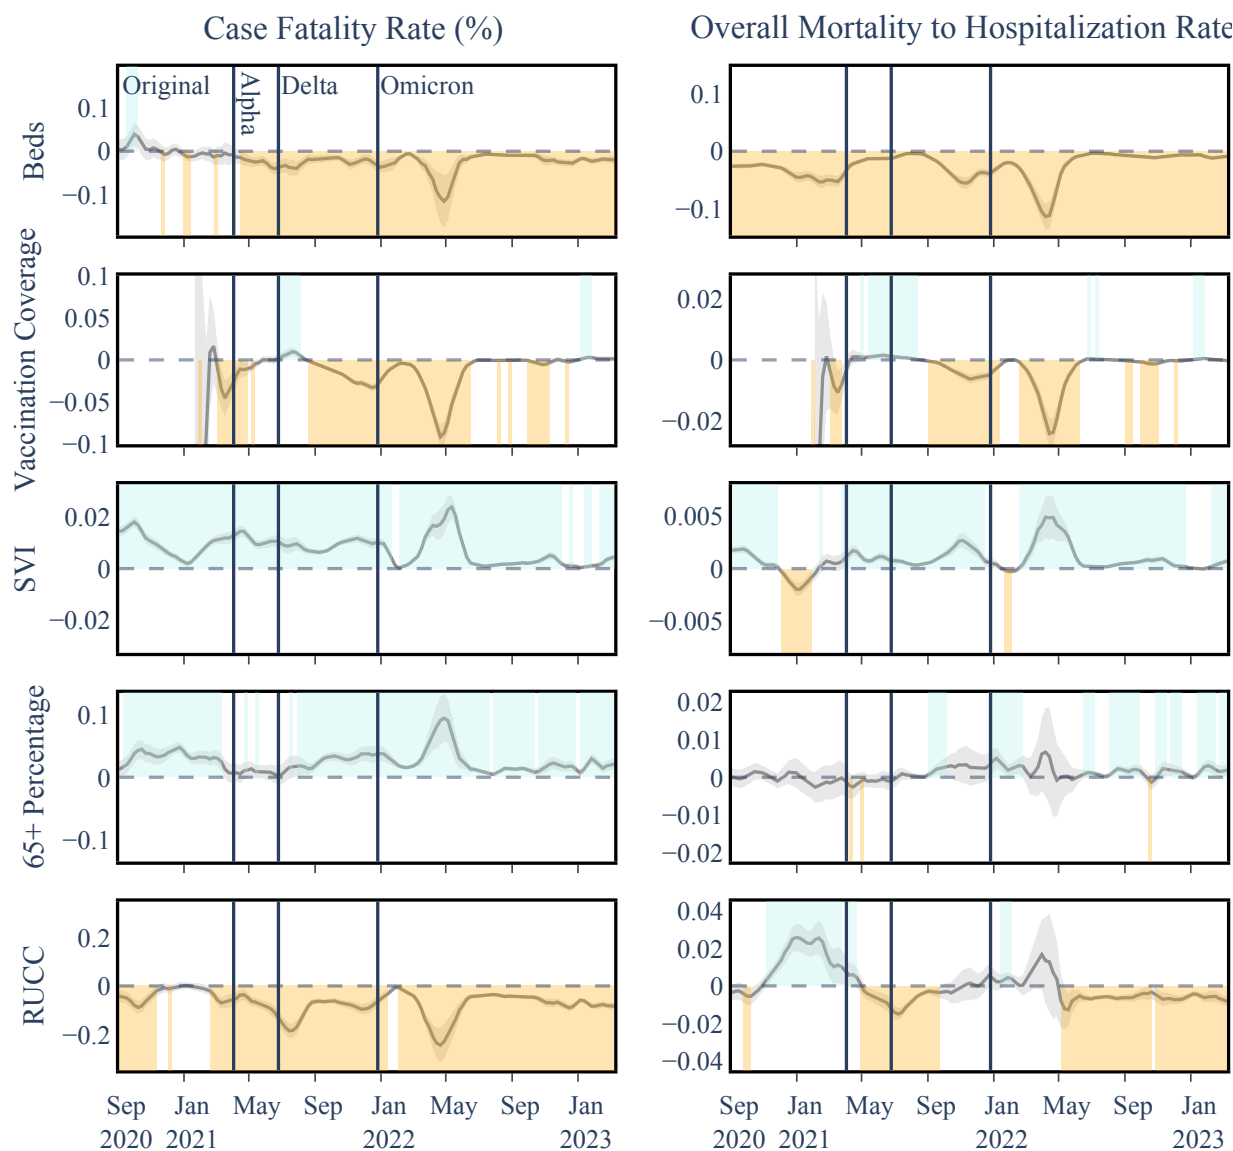 Case Fatality Rate (%)
Overall Mortality to Hospitalization Rate
Beds
0.1
0
−0.1
Original
Alpha
Delta
Omicron
0.1
0
−0.1
Vaccination Coverage
0.1
0.05
0
−0.05
−0.1
0.02
0
−0.02
SVI
0.02
0
−0.02
0.005
0
−0.005
65+ Percentage
0.1
0
−0.1
0.02
0.01
0
−0.01
−0.02
RUCC
0.2
0
−0.2
0.04
0.02
0
−0.02
−0.04
Sep Jan May Sep Jan May Sep Jan
2020 2021 2022 2023
Sep Jan May Sep Jan May Sep Jan
2020 2021 2022 2023